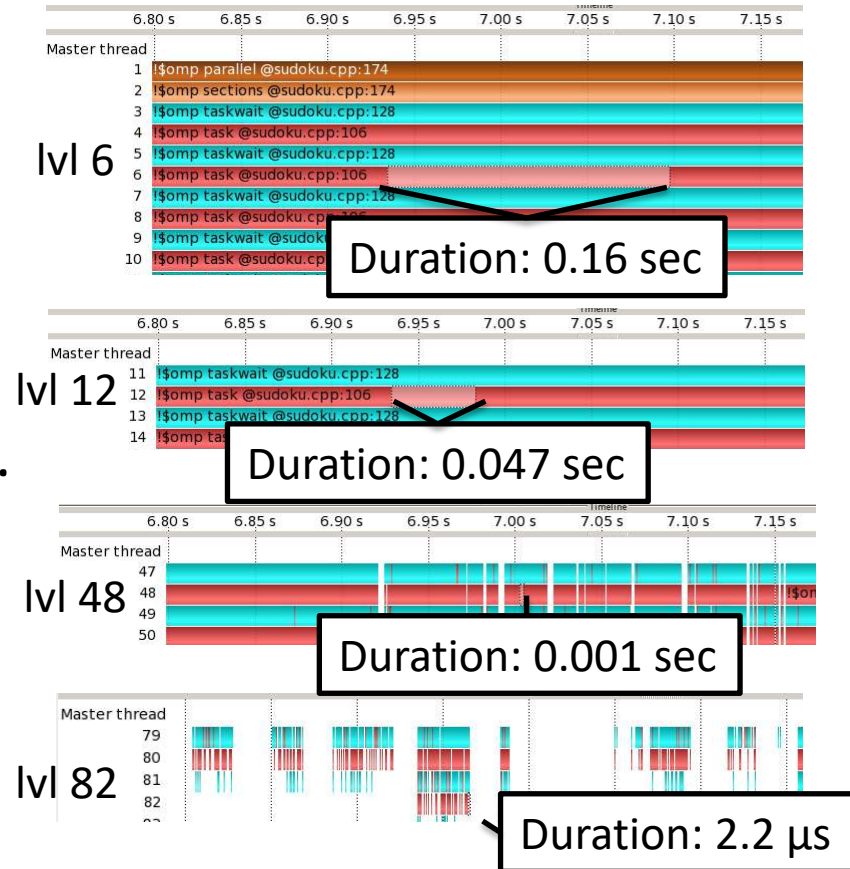 Timeline
6.80 s 6.85 s 6.90 s 6.95 s 7.00 s 7.05 s 7.10 s 7.15 s
Master thread
1 !$omp parallel @sudoku.cpp:174
2 !$omp sections @sudoku.cpp:174
3 !$omp taskwait @sudoku.cpp:128
4 !$omp task @sudoku.cpp:106
lvl 6
5 !$omp taskwait @sudoku.cpp:128
6 !$omp task @sudoku.cpp:106
7 !$omp taskwait @sudoku.cpp:128
8 !$omp task @sudoku.cpp:106
9 !$omp taskwait @sudok
10 !$omp task @sudoku.cp
Duration: 0.16 sec
Timeline
6.80 s 6.85 s 6.90 s 6.95 s 7.00 s 7.05 s 7.10 s 7.15 s
Master thread
11 !$omp taskwait @sudoku.cpp:128
lvl 12
12 !$omp task @sudoku.cpp:106
13 !$omp taskwait @sudoku.cpp:128
14 !$omp tas
Duration: 0.047 sec
.
Timeline
6.80 s 6.85 s 6.90 s 6.95 s 7.00 s 7.05 s 7.10 s 7.15 s
Master thread
47
lvl 48
48 !$on
49
50
Duration: 0.001 sec
Master thread
79
80
lvl 82
81
82
Duration: 2.2 µs